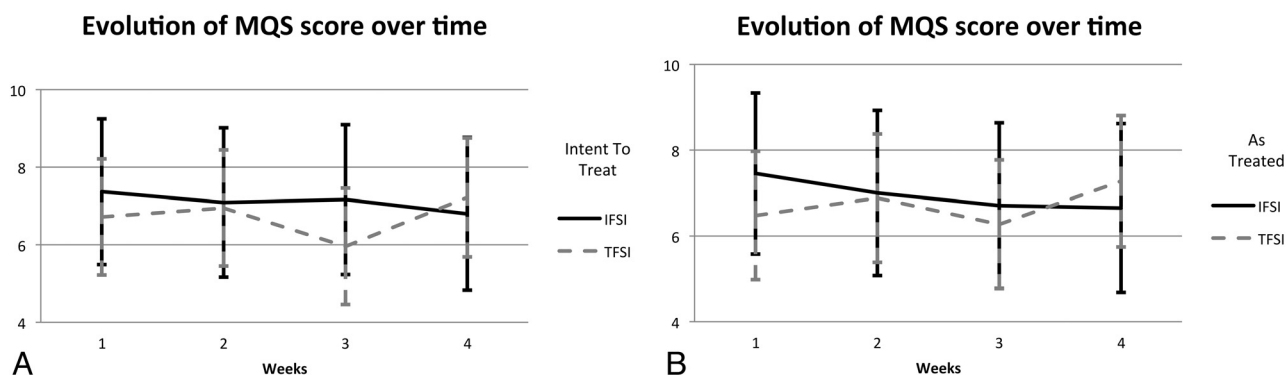 Evolution of MQS score over time
10
8
6
4
1 2 3 4
Weeks
Intent To
Treat
IFSI
TFSI
A
Evolution of MQS score over time
10
8
6
4
1 2 3 4
Weeks
As
Treated
IFSI
TFSI
B